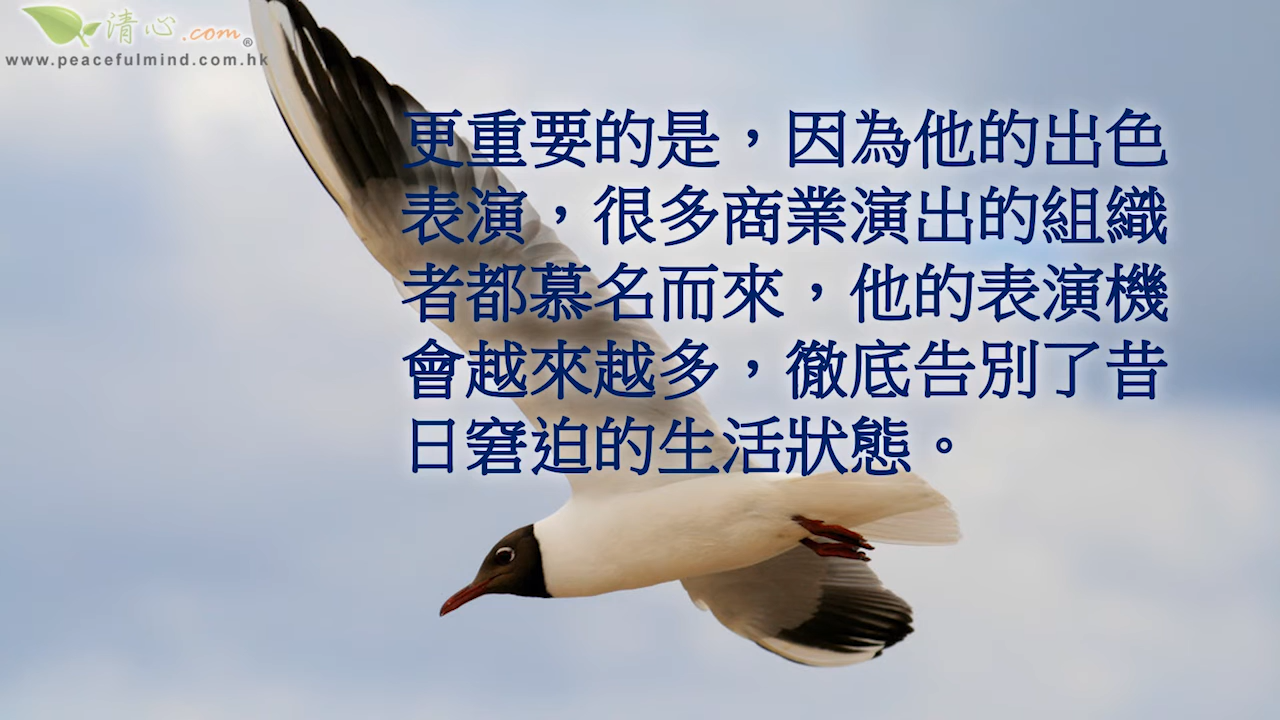 清心.com®
www.peacefulmind.com.hk
更重要的是，因為他的出色
表演，很多商業演出的組織
者都慕名而來，他的表演機
會越來越多，徹底告別了昔
日窘迫的生活狀態。